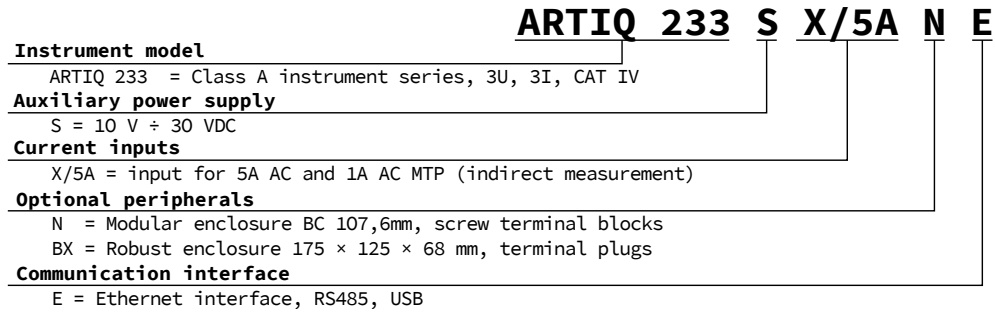 ARTIQ 233 S X/5A N E
Instrument model
ARTIQ 233 = Class A instrument series, 3U, 3I, CAT IV
Auxiliary power supply
S = 10 V ÷ 30 VDC
Current inputs
X/5A = input for 5A AC and 1A AC MTP (indirect measurement)
Optional peripherals
N = Modular enclosure BC 107,6mm, screw terminal blocks
BX = Robust enclosure 175 × 125 × 68 mm, terminal plugs
Communication interface
E = Ethernet interface, RS485, USB